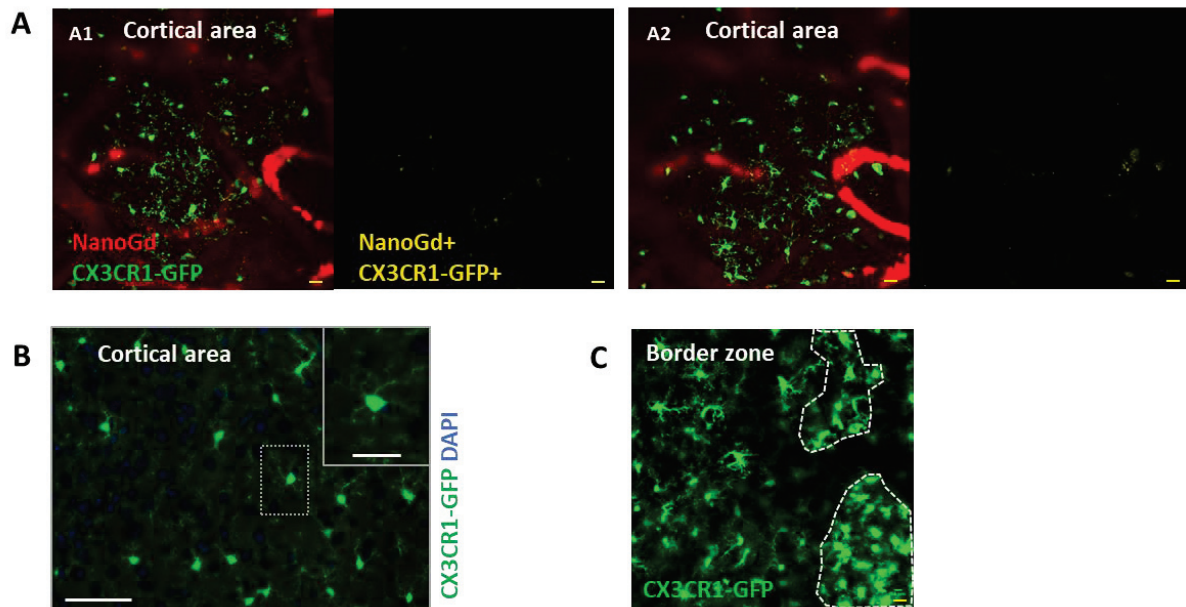 A
A1 Cortical area
NanoGd
CX3CR1-GFP
NanoGd+
CX3CR1-GFP+
A2 Cortical area
B
Cortical area
CX3CR1-GFP DAPI
C
Border zone
CX3CR1-GFP